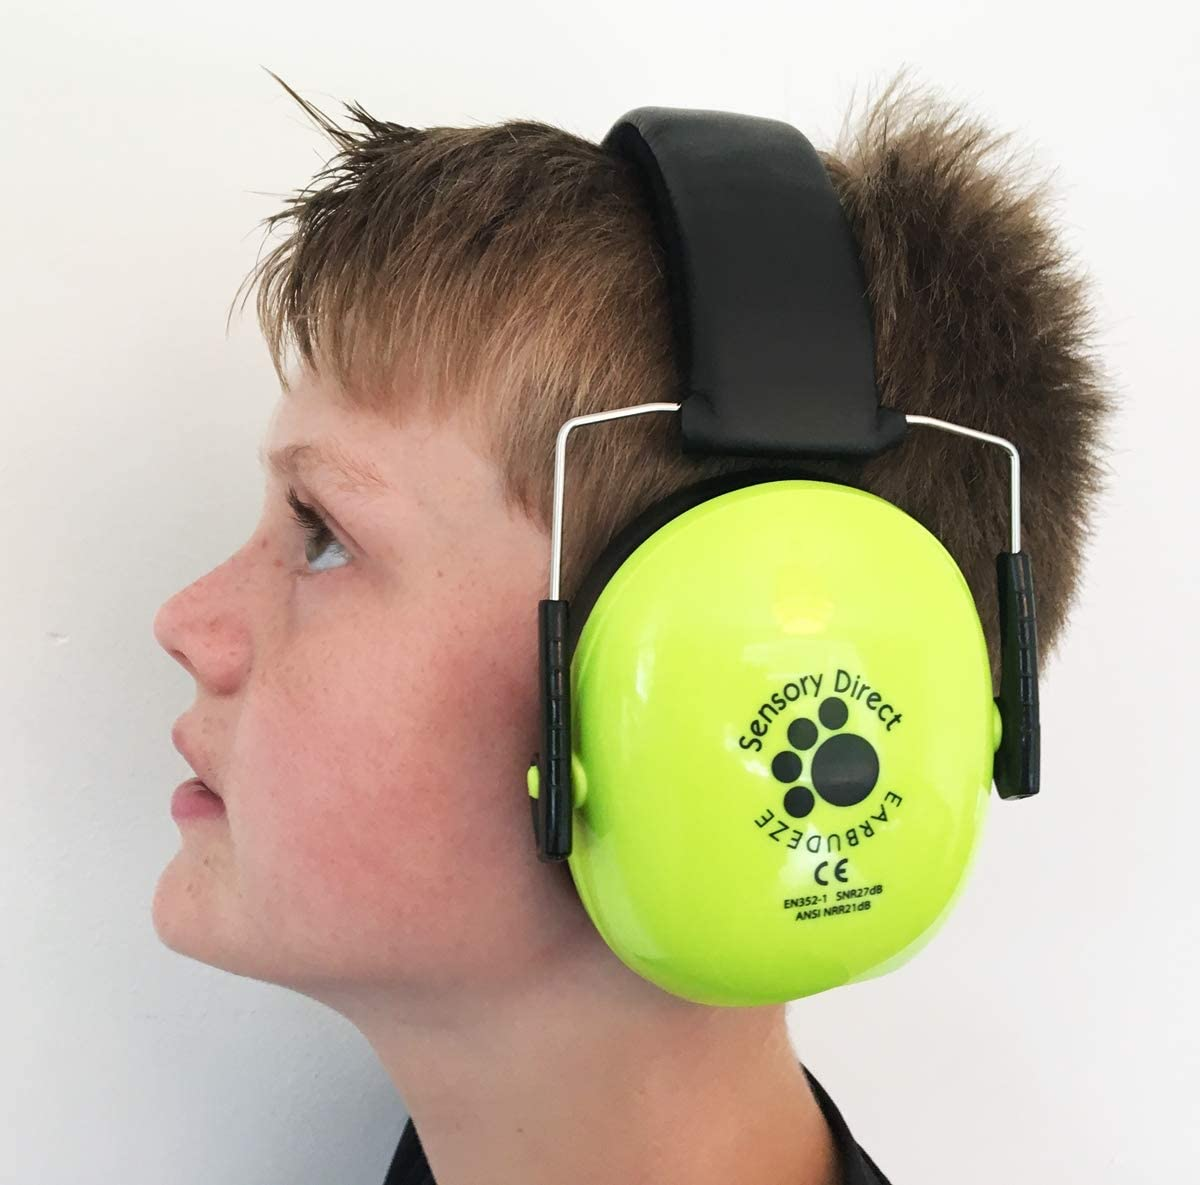 Sensory Direct
EARBUDEZE
CE
EN352-1 SNR27dB
ANSI NRR21dB